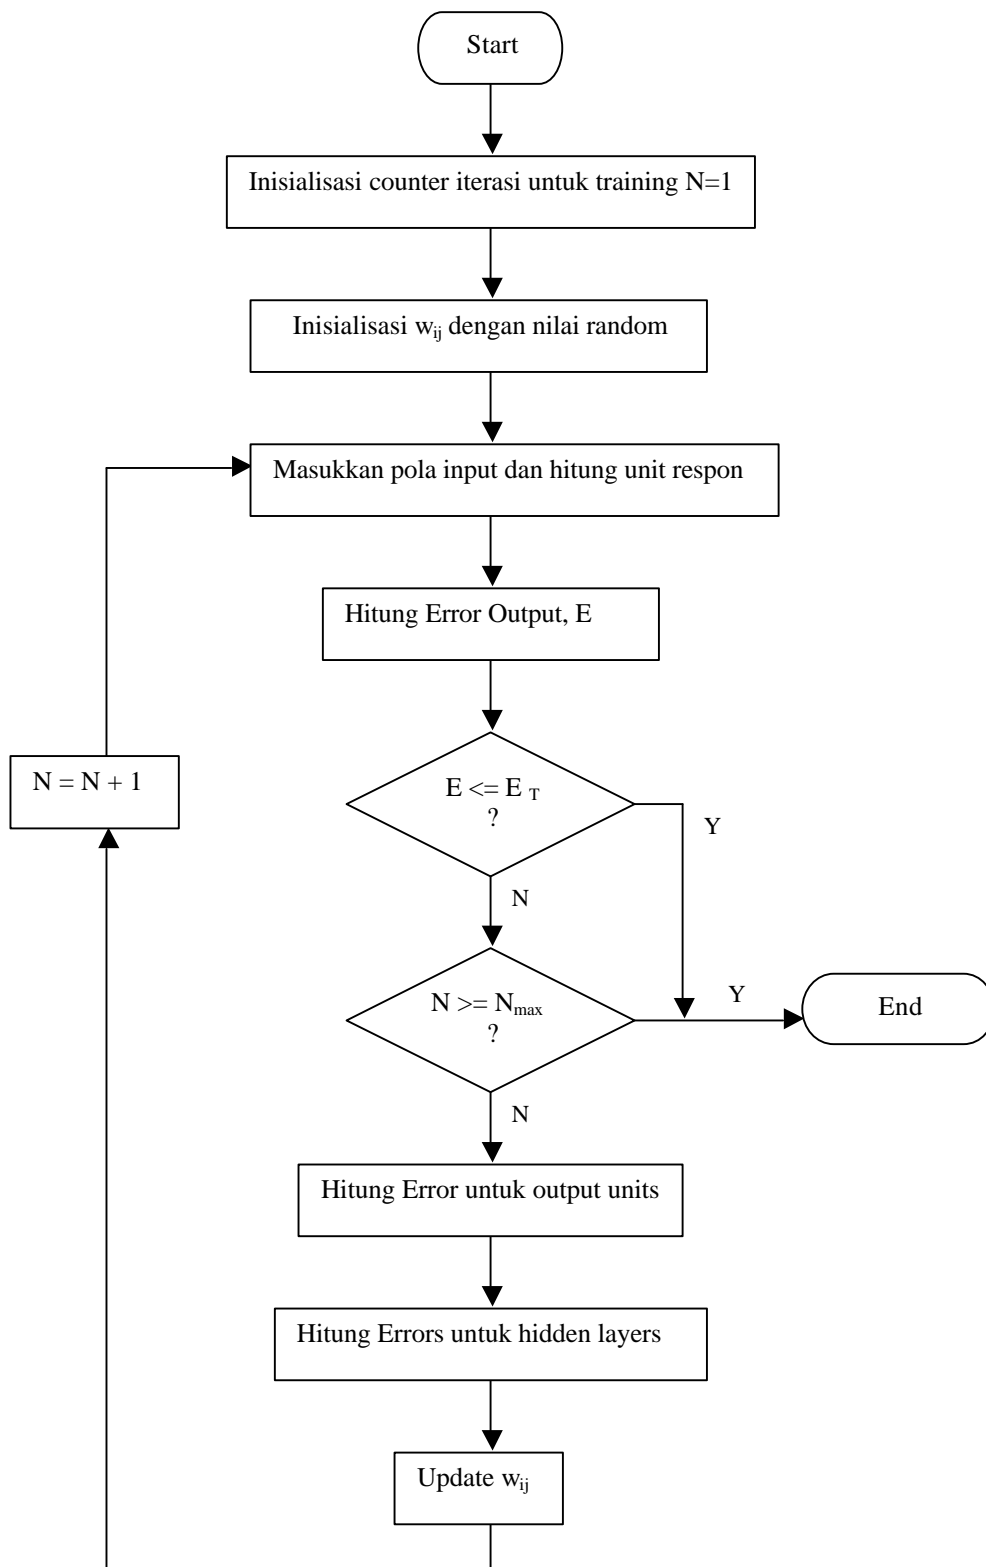 Start
Inisialisasi counter iterasi untuk training N=1
Inisialisasi wij dengan nilai random
Masukkan pola input dan hitung unit respon
Hitung Error Output, E
N = N + 1
E <= E T
?
Y
N
N >= Nmax
?
Y
End
N
Hitung Error untuk output units
Hitung Errors untuk hidden layers
Update wij